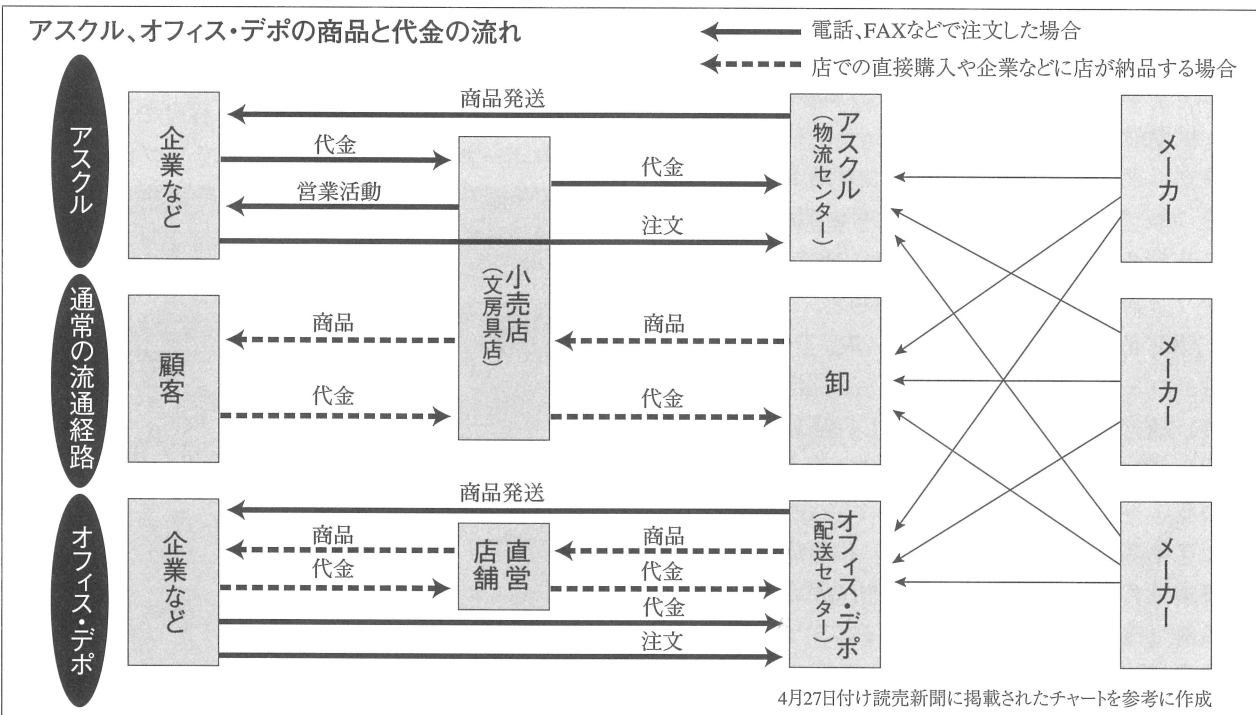 アスクル、オフィス・デポの商品と代金の流れ
電話、FAXなどで注文した場合
店での直接購入や企業などに店が納品する場合
アスクル
企業など
商品発送
代金
営業活動
代金
注文
アスクル
(物流センター)
メーカー
小売店
(文房具店)
通常の流通経路
顧客
商品
代金
商品
代金
卸
メーカー
オフィス・デポ
企業など
商品発送
商品
代金
直営
店舗
商品
代金
代金
注文
オフィス・デポ
(配送センター)
メーカー
4月27日付け読売新聞に掲載されたチャートを参考に作成